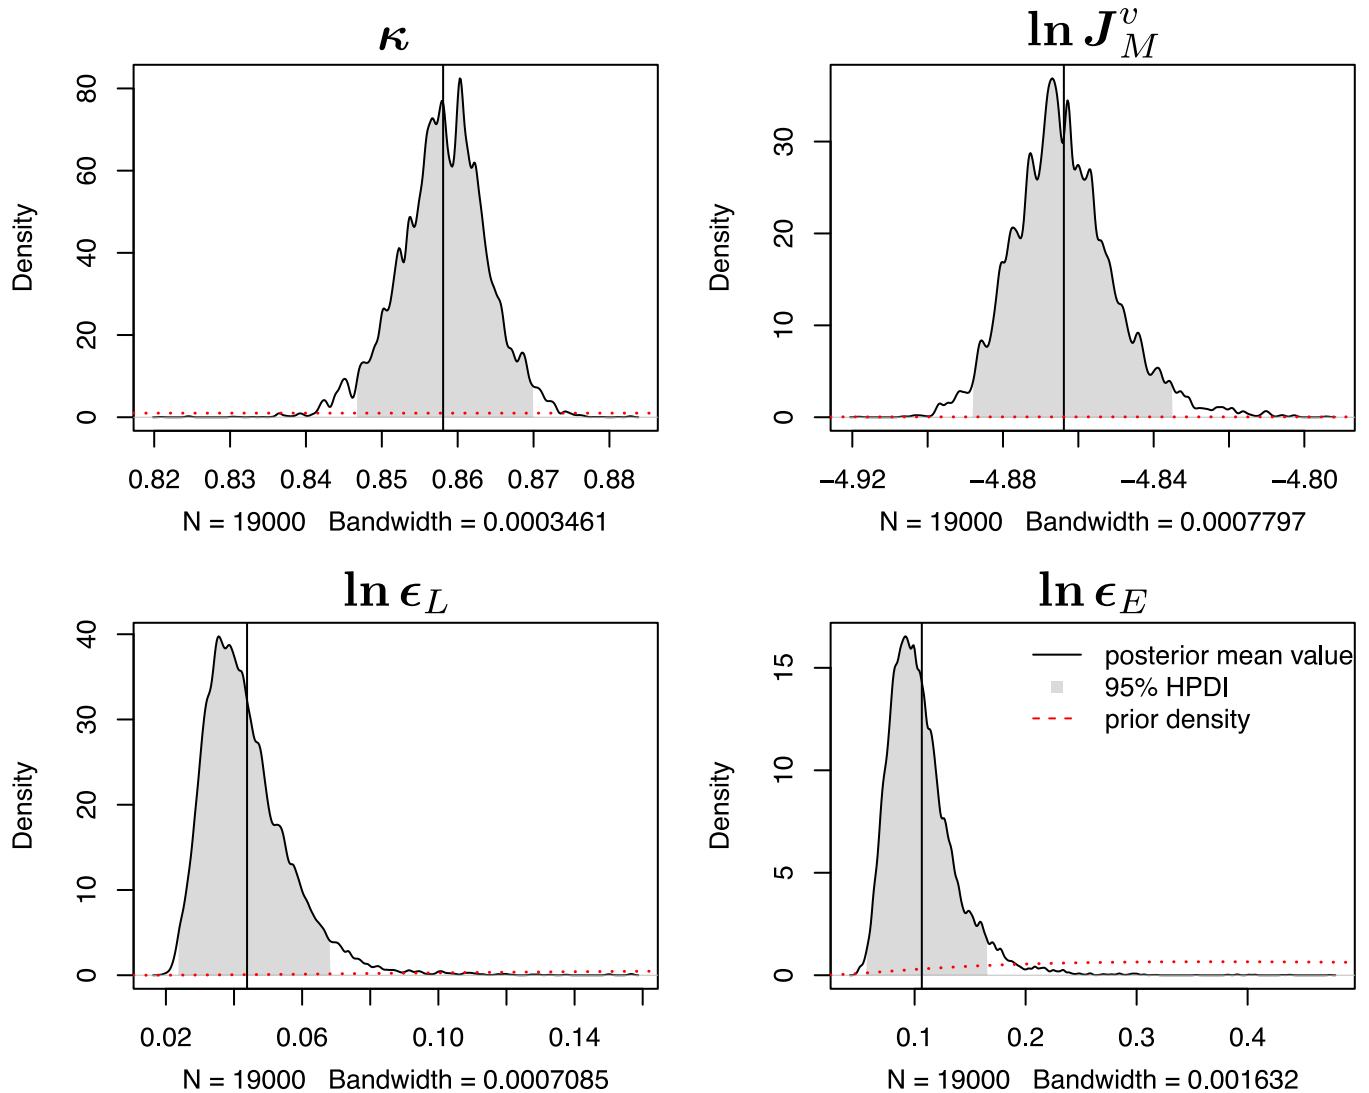 κ
Density
80
60
40
20
0
0.82 0.83 0.84 0.85 0.86 0.87 0.88
N = 19000 Bandwidth = 0.0003461
ln J_M^v
Density
30
20
10
0
−4.92 −4.88 −4.84 −4.80
N = 19000 Bandwidth = 0.0007797
ln ϵ_L
Density
40
30
20
10
0
0.02 0.06 0.10 0.14
N = 19000 Bandwidth = 0.0007085
ln ϵ_E
posterior mean value
95% HPDI
prior density
Density
15
10
5
0
0.1 0.2 0.3 0.4
N = 19000 Bandwidth = 0.001632